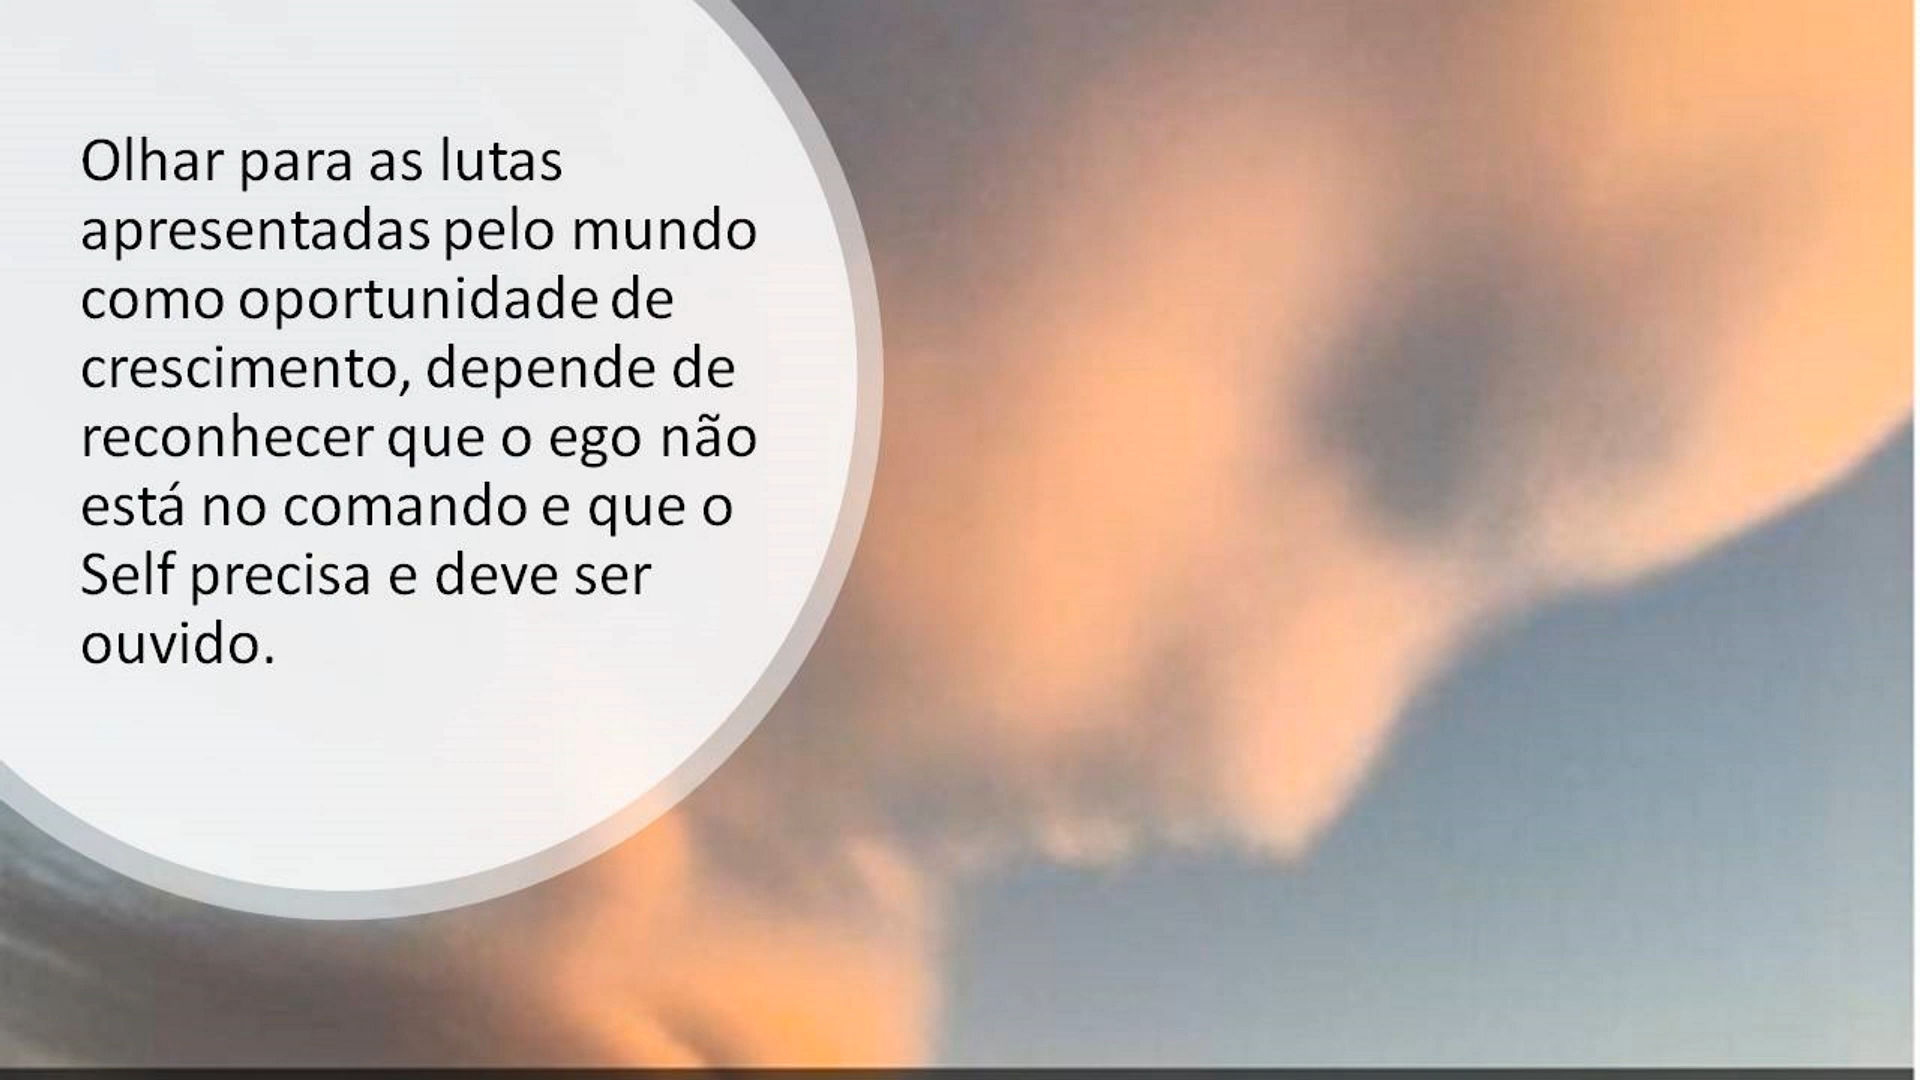 Olhar para as lutas
apresentadas pelo mundo
como oportunidade de
crescimento, depende de
reconhecer que o ego não
está no comando e que o
Self precisa e deve ser
ouvido.